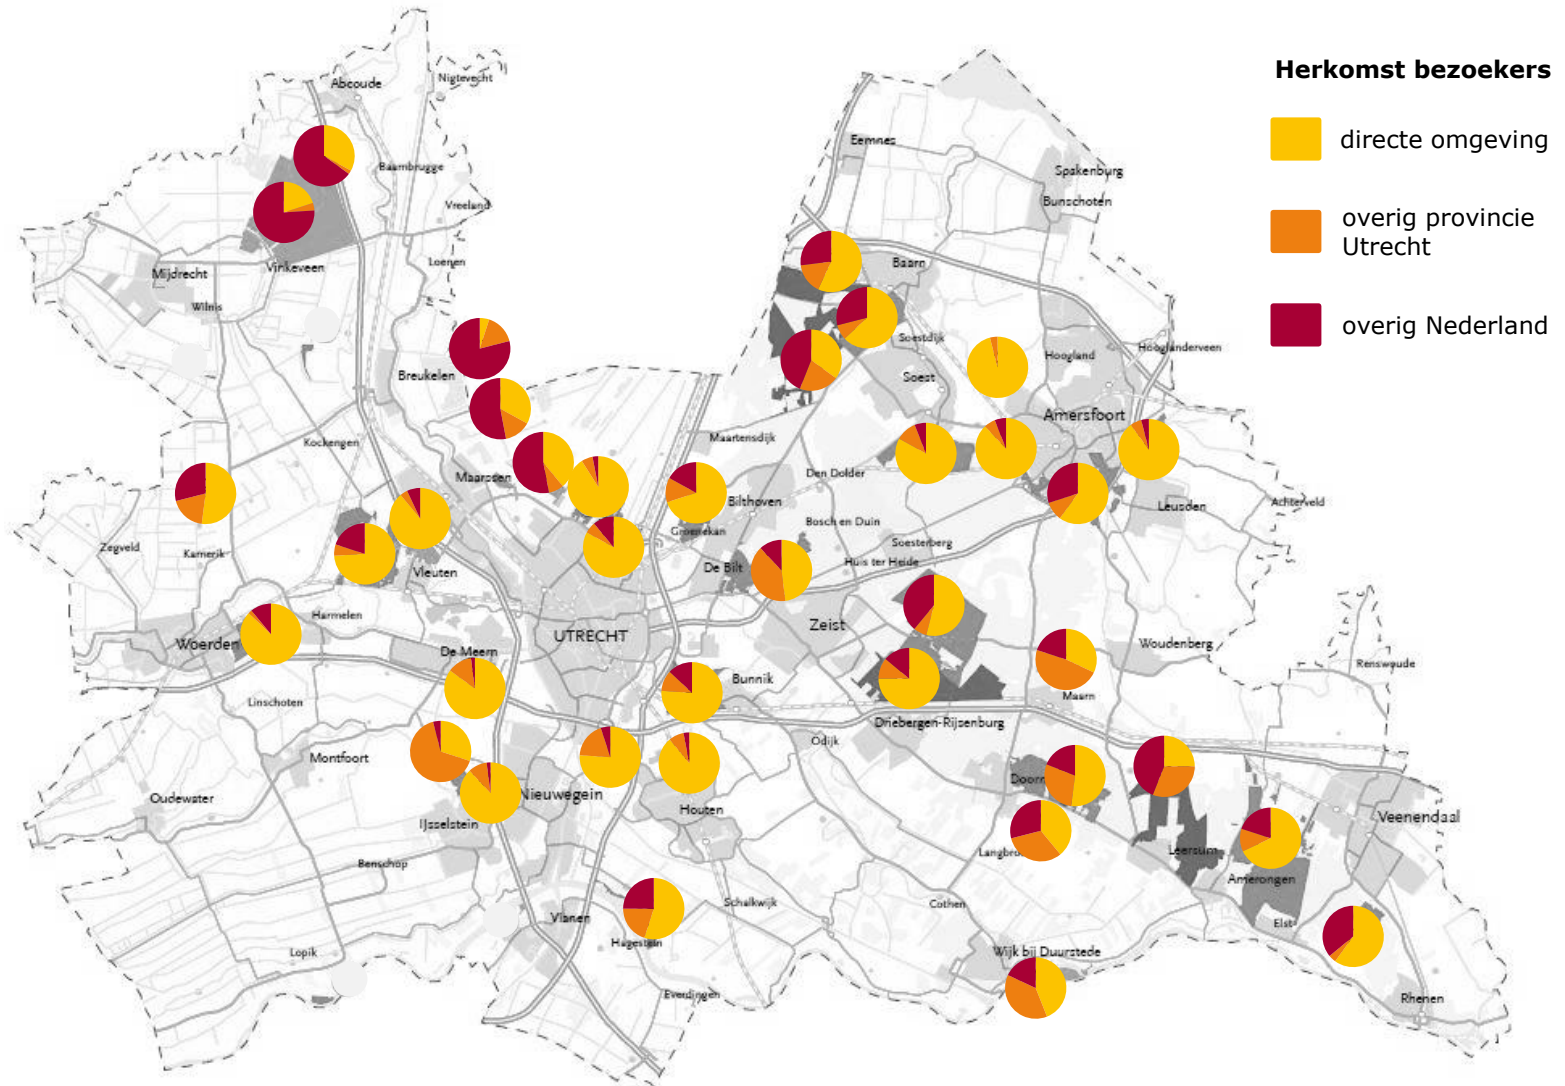 Herkomst bezoekers
directe omgeving
overig provincie
Utrecht
overig Nederland
Abcoude
Nigtevecht
Baambrugge
Vreeland
Loenen
Vinkeveen
Mijdrecht
Wilnis
Breukelen
Kockengen
Maarssen
Zegveld
Kamerik
Vleuten
Harmelen
Woerden
De Meern
Linschoten
Montfoort
Oudewater
IJsselstein
Benschop
Lopik
Nieuwegein
Vianen
Hagestein
Everdingen
Schalkwijk
Houten
UTRECHT
Bunnik
Odijk
Zeist
De Bilt
Groenekan
Bilthoven
Maartensdijk
Den Dolder
Bosch en Duin
Huis ter Heide
Soesterberg
Eemnes
Baarn
Soestdijk
Soest
Spakenburg
Bunschoten
Hoogland
Hooglanderveen
Amersfoort
Leusden
Achterveld
Woudenberg
Renswoude
Maarn
Driebergen-Rijsenburg
Doorn
Langbro
Cothen
Wijk bij Duurstede
Leersum
Amerongen
Elst
Veenendaal
Rhenen